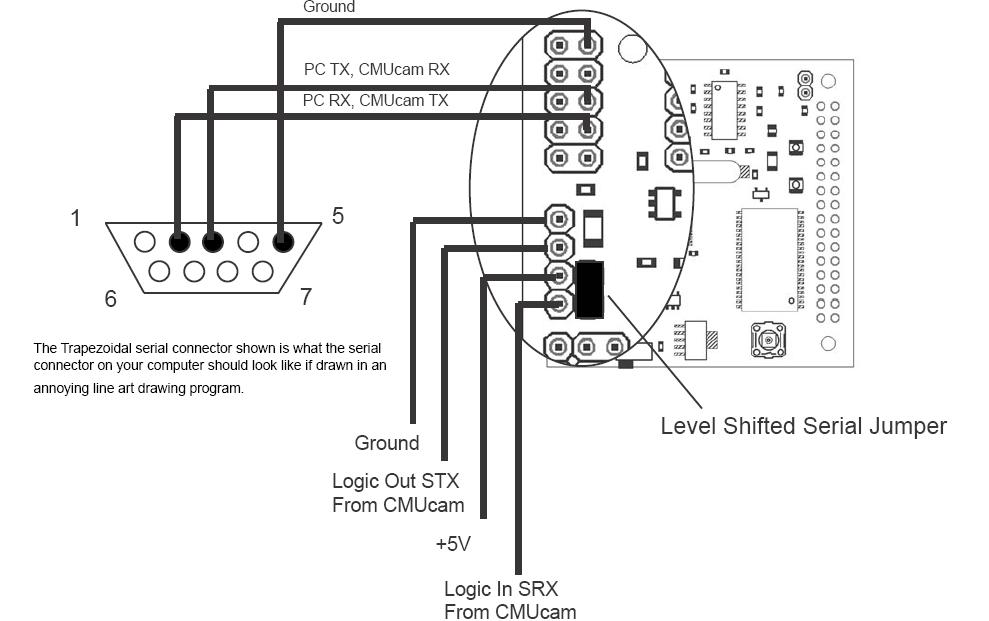 Ground
PC TX, CMUcam RX
PC RX, CMUcam TX
1
5
6
7
The Trapezoidal serial connector shown is what the serial
connector on your computer should look like if drawn in an
annoying line art drawing program.
Level Shifted Serial Jumper
Ground
Logic Out STX
From CMUcam
+5V
Logic In SRX
From CMUcam